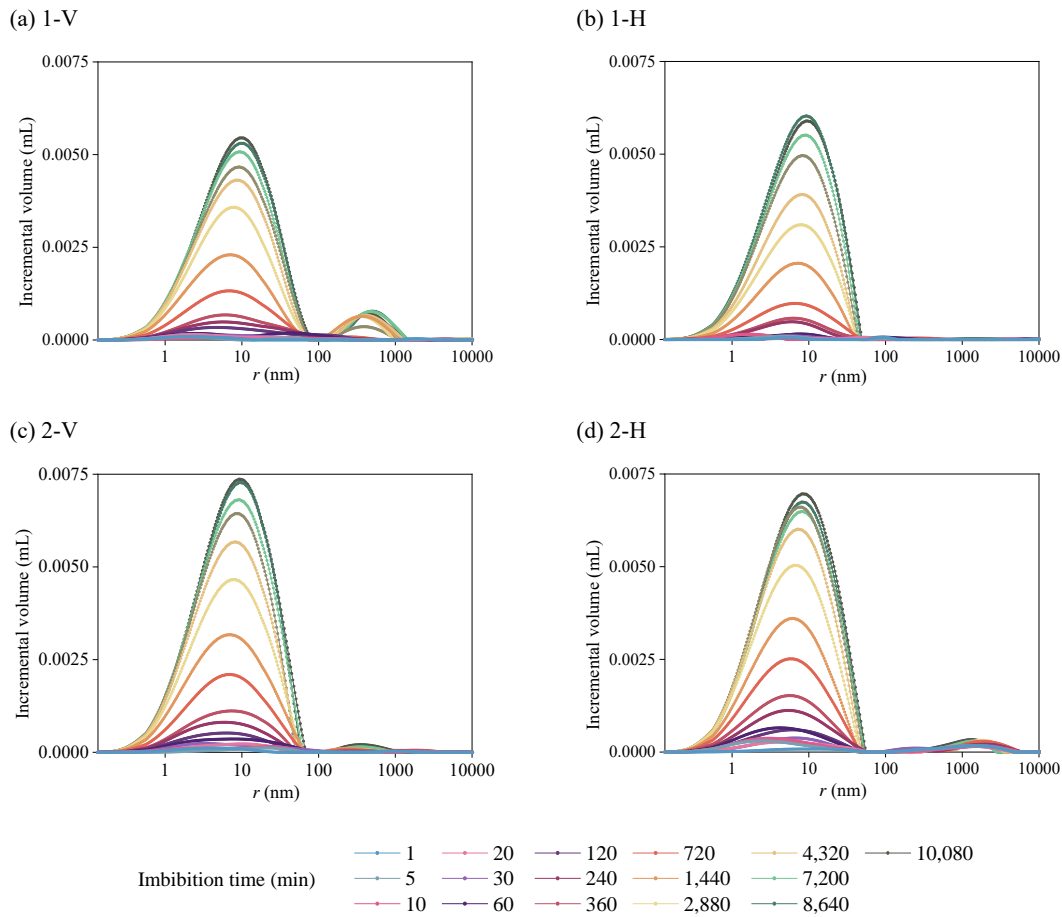 (a) 1-V
(b) 1-H
0.0075
0.0050
0.0025
0.0000
Incremental volume (mL)
1 10 100 1000 10000
r (nm)
0.0075
0.0050
0.0025
0.0000
Incremental volume (mL)
1 10 100 1000 10000
r (nm)
(c) 2-V
(d) 2-H
0.0075
0.0050
0.0025
0.0000
Incremental volume (mL)
1 10 100 1000 10000
r (nm)
0.0075
0.0050
0.0025
0.0000
Incremental volume (mL)
1 10 100 1000 10000
r (nm)
Imbibition time (min)
1 20 120 720 4,320 10,080
5 30 240 1,440 7,200
10 60 360 2,880 8,640